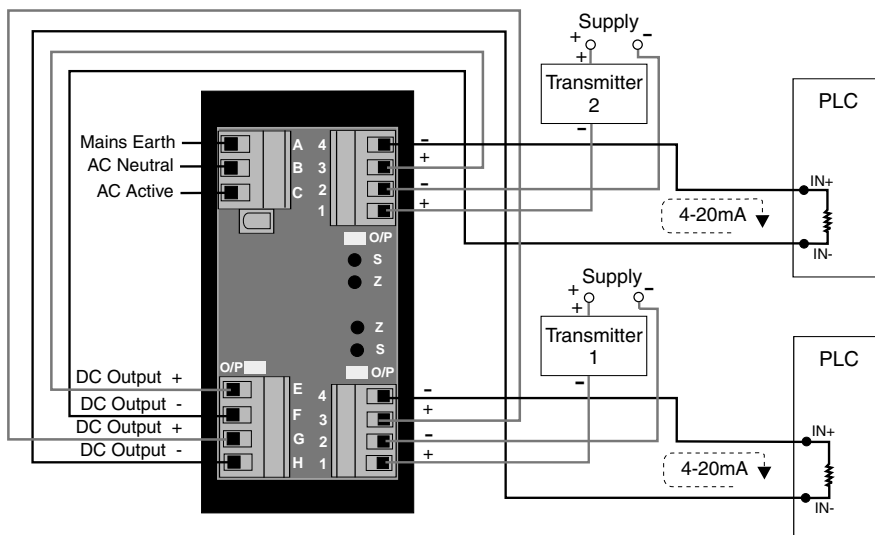 Supply
+ -
+
Transmitter
2
-
PLC
IN+
4-20mA
IN-
Mains Earth
AC Neutral
AC Active
A
B
C
4 -
3 +
2 -
1 +
O/P
S
Z
Z
S
O/P
O/P
DC Output +
DC Output -
DC Output +
DC Output -
E
F
G
H
4 -
3 +
2 -
1 +
Supply
+ -
+
Transmitter
1
-
PLC
IN+
4-20mA
IN-